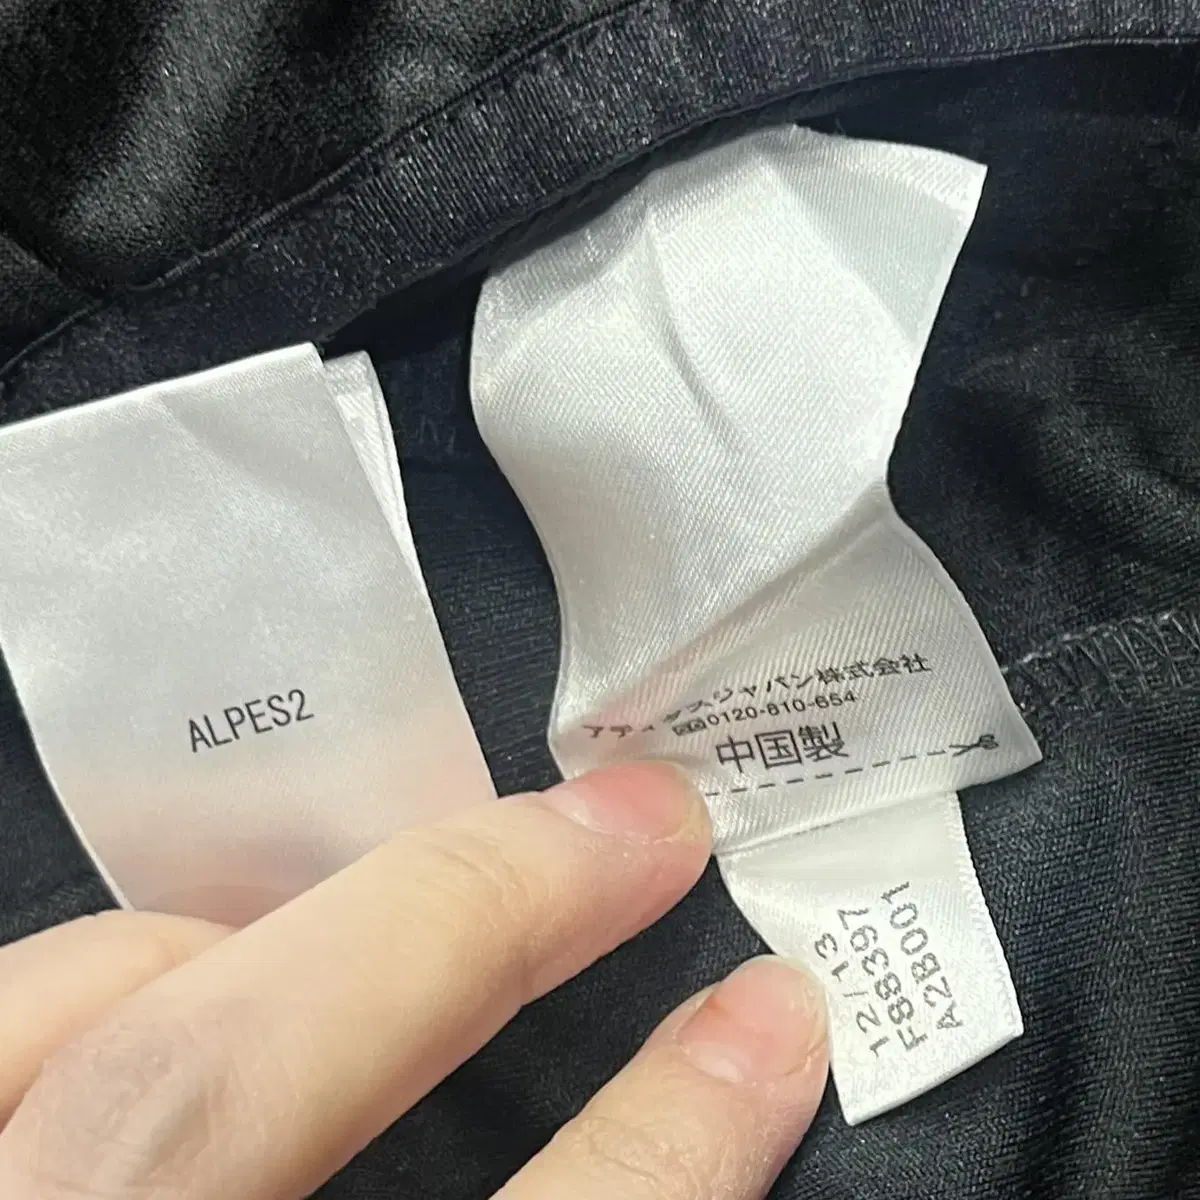 ALPES2
アディダスジャパン株式会社
0120-810-654
中国製
12/13
F88397
A2B001